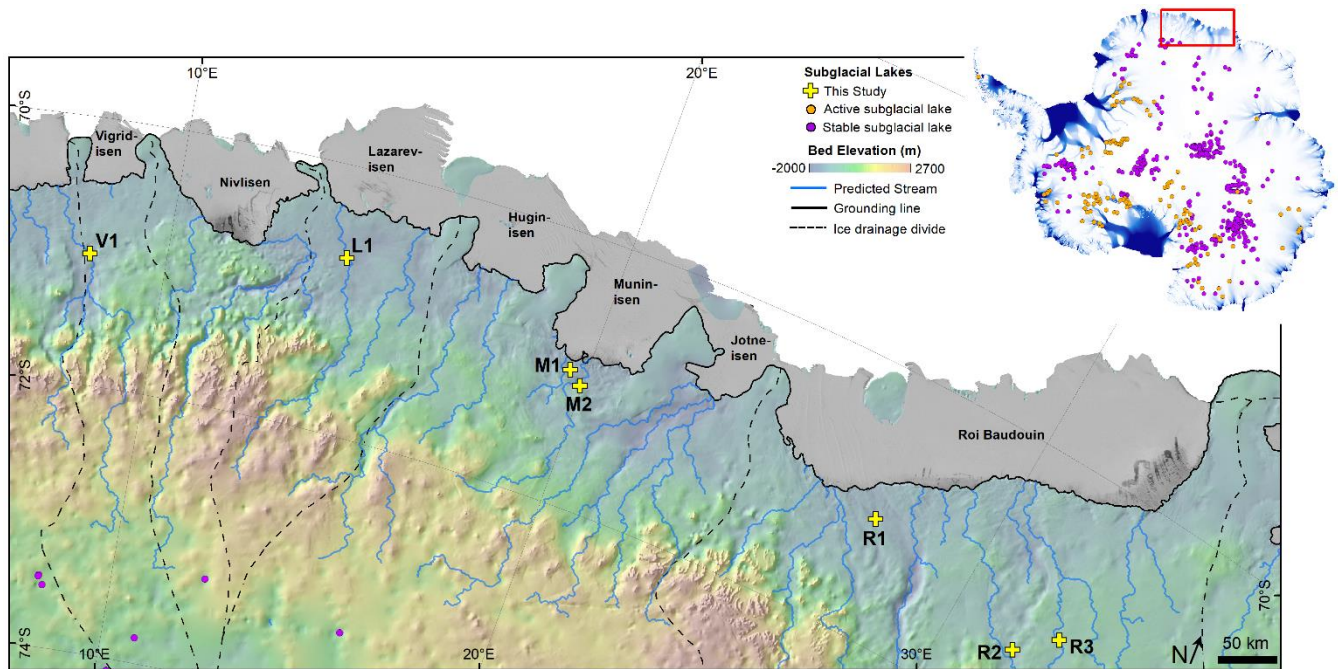 10°E
20°E
70°S
Subglacial Lakes
This Study
Active subglacial lake
Stable subglacial lake
Bed Elevation (m)
-2000
2700
Predicted Stream
Grounding line
Ice drainage divide
Vigrid-
isen
Nivlisen
Lazarev-
isen
Hugin-
isen
Munin-
isen
Jotne-
isen
Roi Baudouin
V1
L1
M1
M2
R1
R2
R3
72°S
70°S
74°S
10°E
20°E
30°E
N
50 km